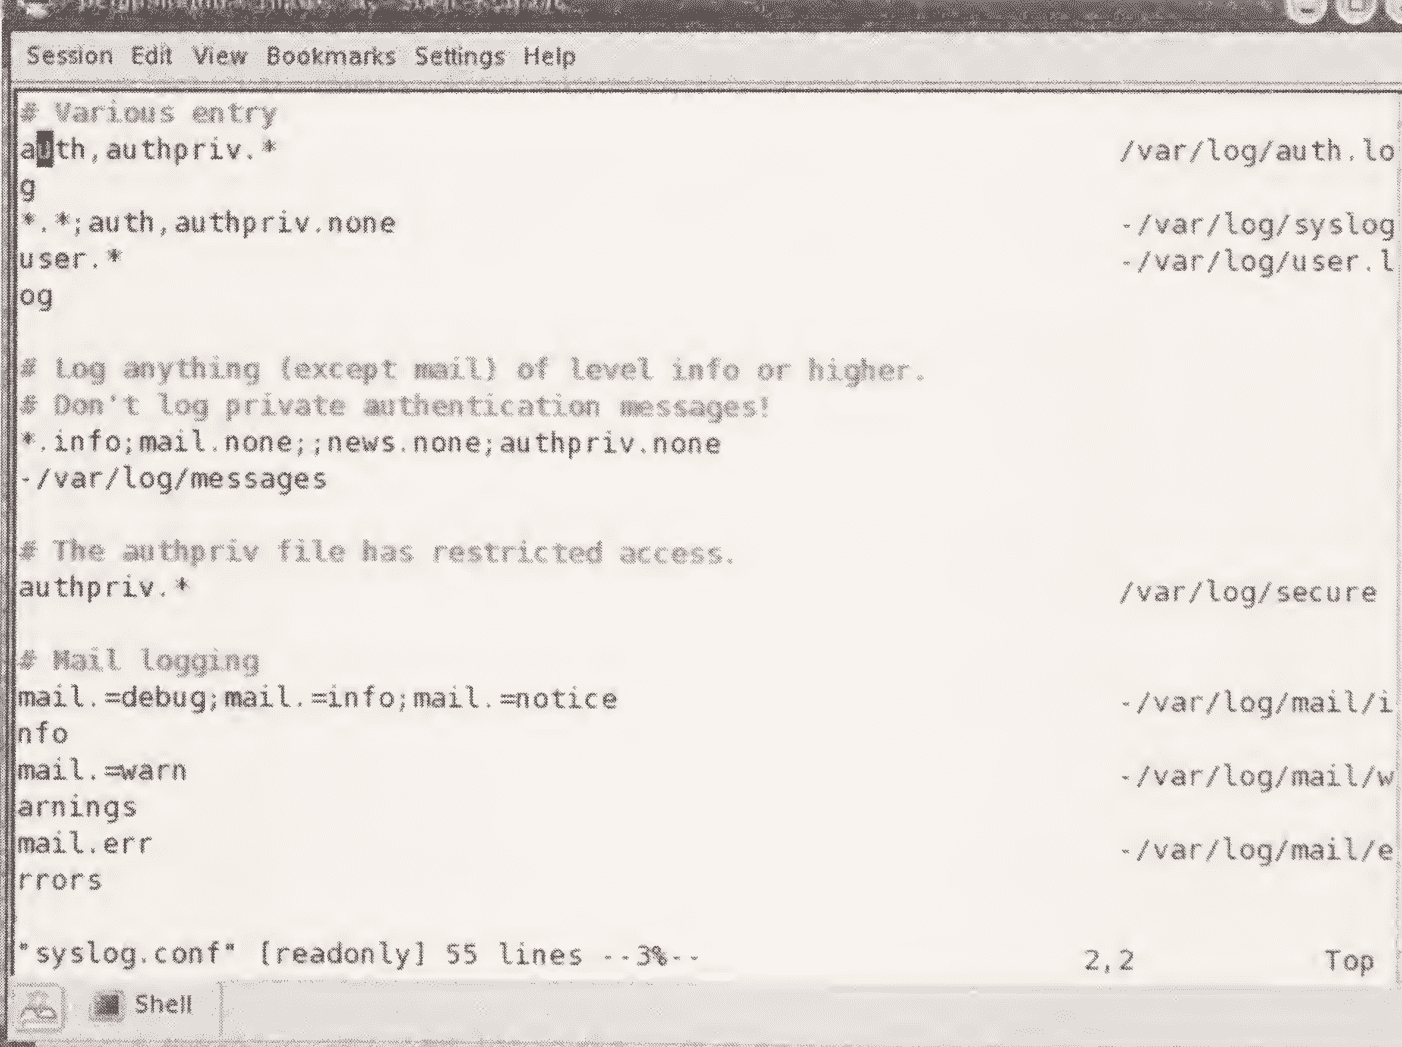 Session Edit View Bookmarks Settings Help
# Various entry
auth,authpriv.* /var/log/auth.lo
g
*.*;auth,authpriv.none -/var/log/syslog
user.* -/var/log/user.l
og
# Log anything (except mail) of level info or higher.
# Don't log private authentication messages!
*.info;mail.none;;news.none;authpriv.none
-/var/log/messages
# The authpriv file has restricted access.
authpriv.* /var/log/secure
# Mail logging
mail.=debug;mail.=info;mail.=notice -/var/log/mail/i
nfo
mail.=warn -/var/log/mail/w
arnings
mail.err -/var/log/mail/e
rrors
"syslog.conf" [readonly] 55 lines --3%-- 2,2 Top
Shell